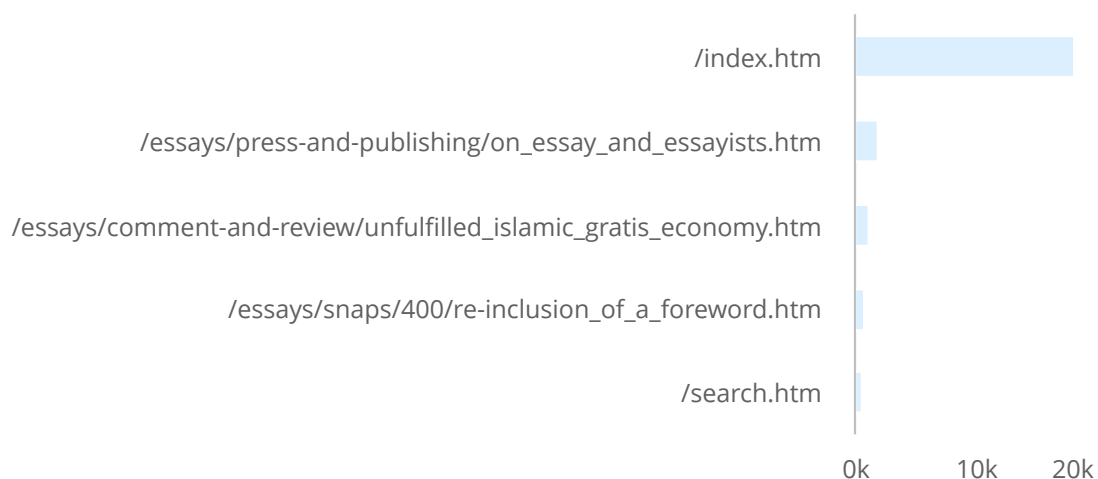 /index.htm
/essays/press-and-publishing/on_essay_and_essayists.htm
/essays/comment-and-review/unfulfilled_islamic_gratis_economy.htm
/essays/snaps/400/re-inclusion_of_a_foreword.htm
/search.htm
0k 10k 20k